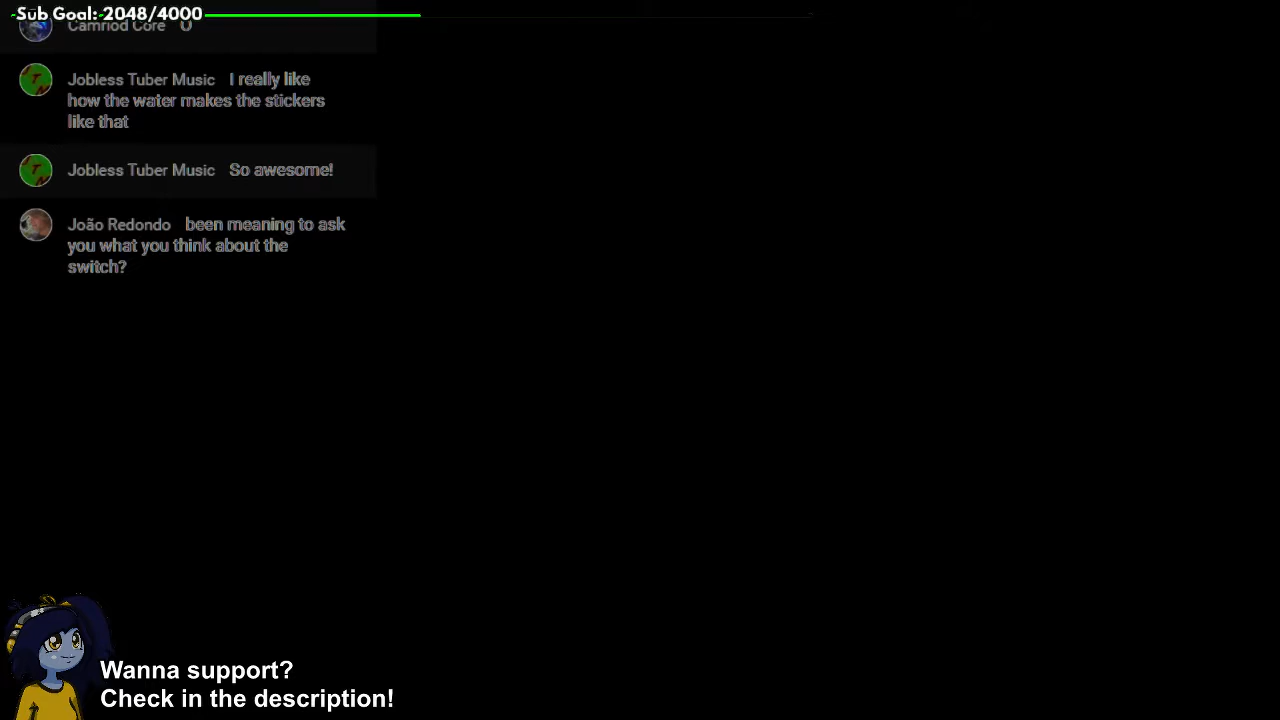 Sub Goal: 2048/4000
Camriod Core
Jobless Tuber Music I really like
how the water makes the stickers
like that
Jobless Tuber Music So awesome!
João Redondo been meaning to ask
you what you think about the
switch?
Wanna support?
Check in the description!